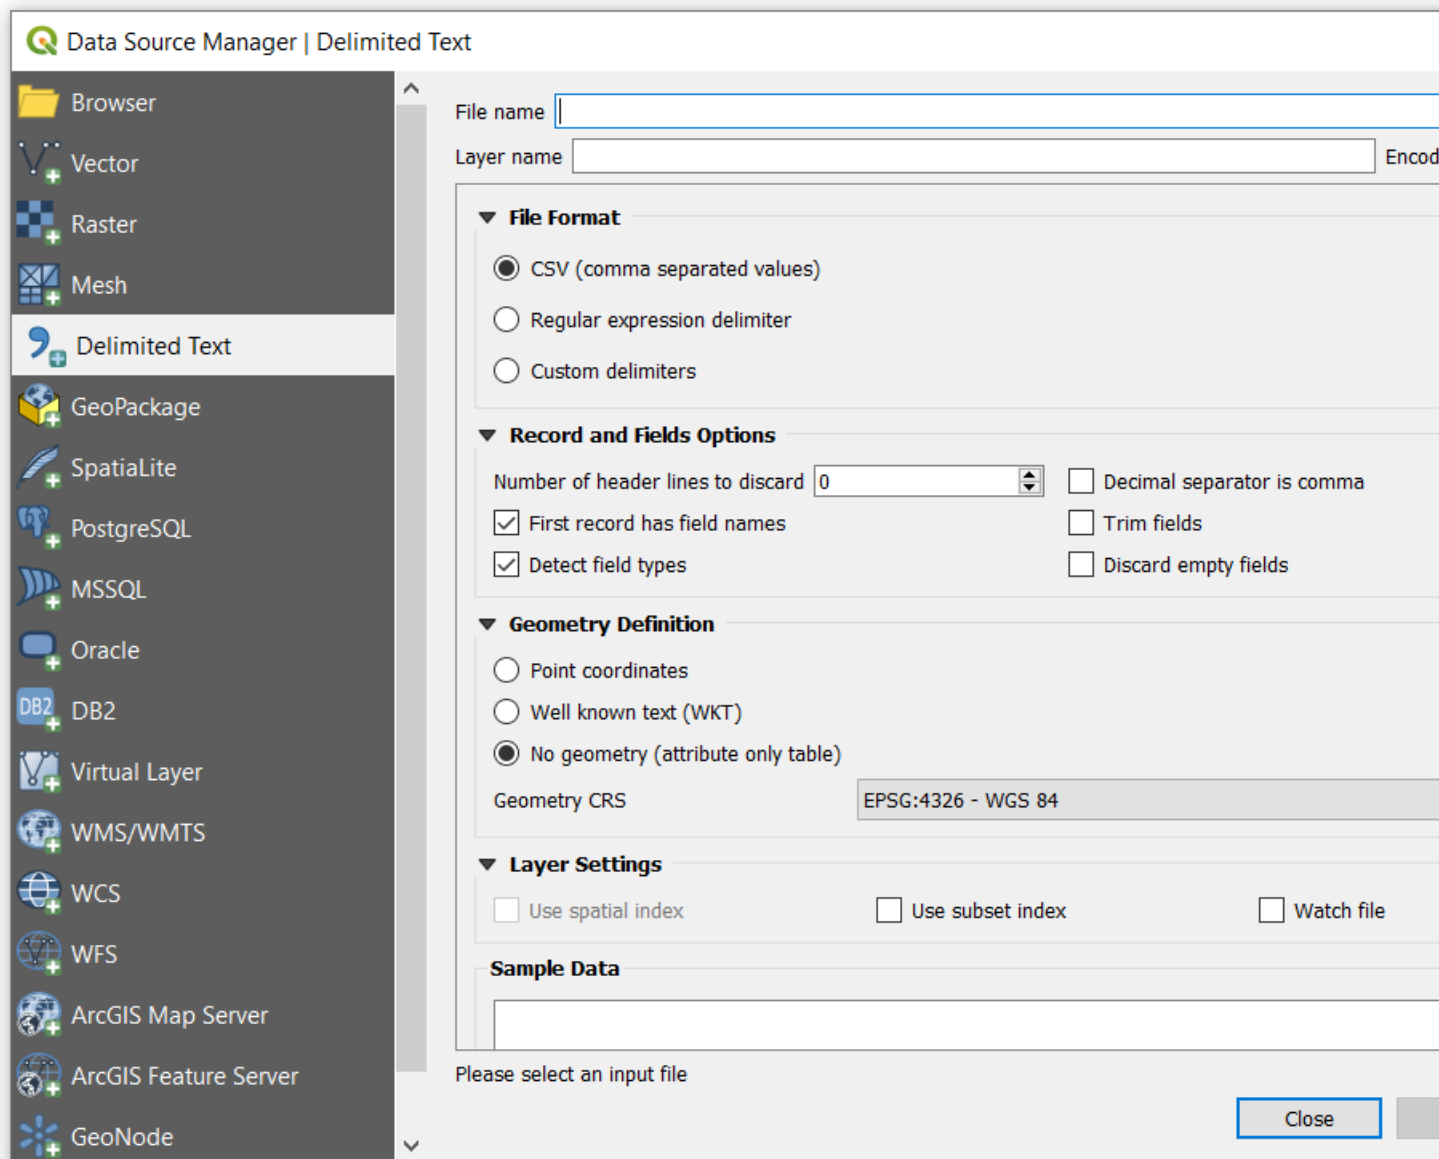 Data Source Manager | Delimited Text
Browser
Vector
Raster
Mesh
Delimited Text
GeoPackage
SpatiaLite
PostgreSQL
MSSQL
Oracle
DB2
DB2
Virtual Layer
WMS/WMTS
WCS
WFS
ArcGIS Map Server
ArcGIS Feature Server
GeoNode
File name
Layer name
Encod
File Format
CSV (comma separated values)
Regular expression delimiter
Custom delimiters
Record and Fields Options
Number of header lines to discard 0
Decimal separator is comma
First record has field names
Trim fields
Detect field types
Discard empty fields
Geometry Definition
Point coordinates
Well known text (WKT)
No geometry (attribute only table)
Geometry CRS
EPSG:4326 - WGS 84
Layer Settings
Use spatial index
Use subset index
Watch file
Sample Data
Please select an input file
Close